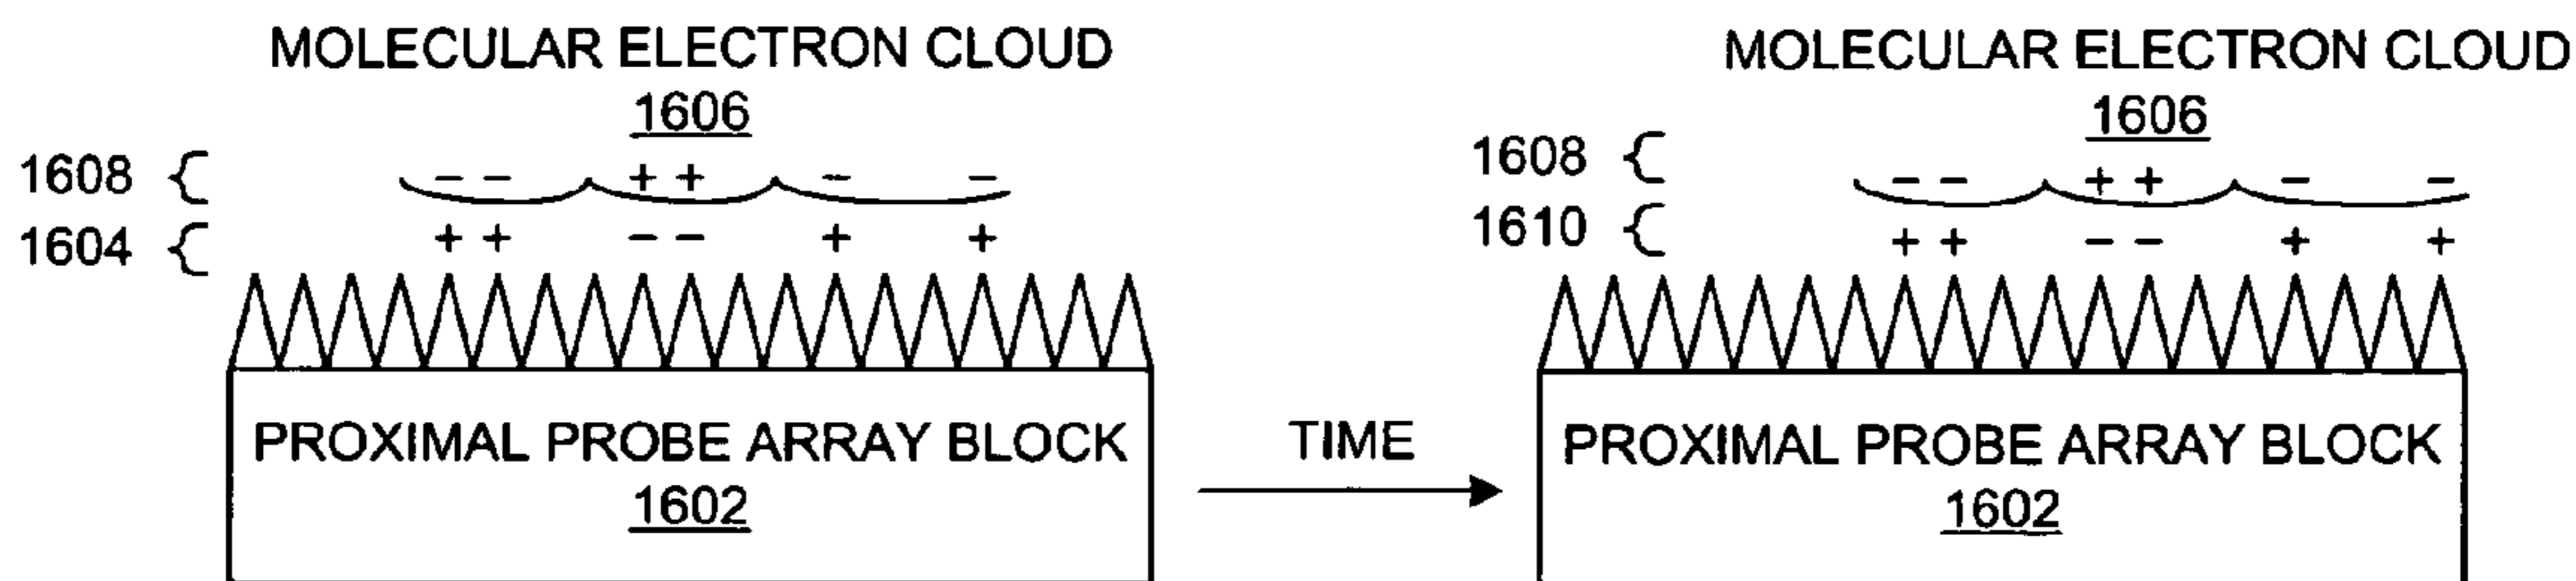 MOLECULAR ELECTRON CLOUD
1606
1608 { − − + + − −
1604 { + + − − + +
PROXIMAL PROBE ARRAY BLOCK
1602
TIME
MOLECULAR ELECTRON CLOUD
1606
1608 { − − + + − −
1610 { + + − − + +
PROXIMAL PROBE ARRAY BLOCK
1602